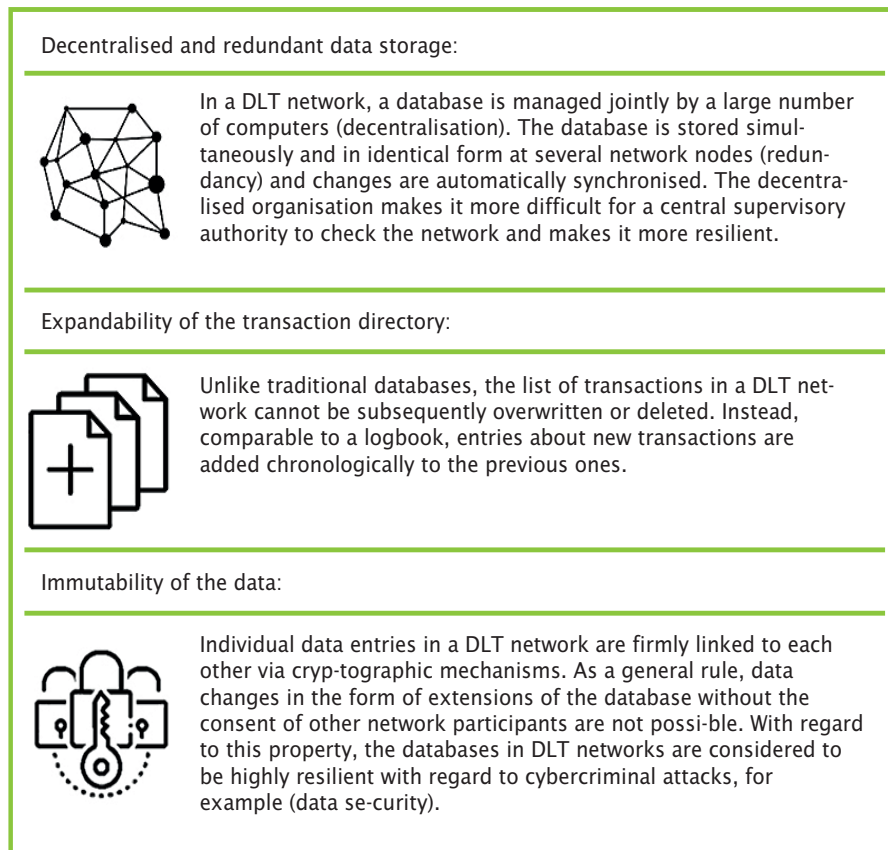 Decentralised and redundant data storage:
In a DLT network, a database is managed jointly by a large number
of computers (decentralisation). The database is stored simul-
taneously and in identical form at several network nodes (redun-
dancy) and changes are automatically synchronised. The decentra-
lised organisation makes it more difficult for a central supervisory
authority to check the network and makes it more resilient.
Expandability of the transaction directory:
Unlike traditional databases, the list of transactions in a DLT net-
work cannot be subsequently overwritten or deleted. Instead,
comparable to a logbook, entries about new transactions are
added chronologically to the previous ones.
Immutability of the data:
Individual data entries in a DLT network are firmly linked to each
other via cryp-tographic mechanisms. As a general rule, data
changes in the form of extensions of the database without the
consent of other network participants are not possi-ble. With regard
to this property, the databases in DLT networks are considered to
be highly resilient with regard to cybercriminal attacks, for
example (data se-curity).